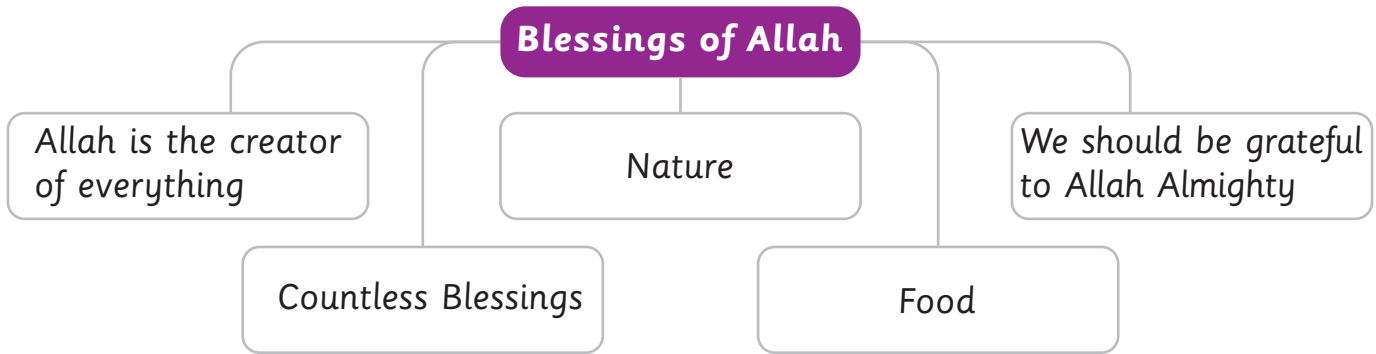 Blessings of Allah
Allah is the creator
of everything
Nature
We should be grateful
to Allah Almighty
Countless Blessings
Food